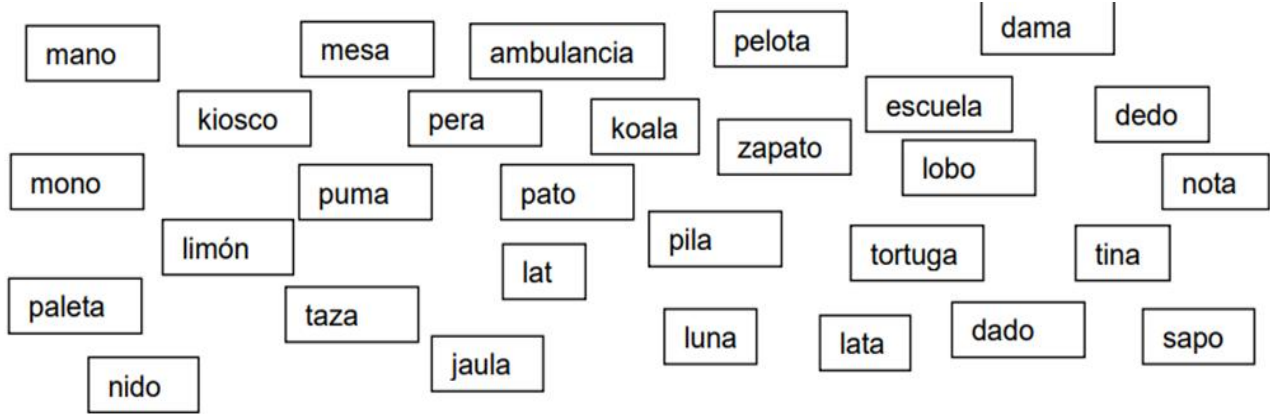 mano
mesa
ambulancia
pelota
dama
kiosco
pera
koala
zapato
escuela
dedo
mono
puma
pato
lobo
nota
limón
lat
pila
tortuga
tina
paleta
taza
jaula
luna
lata
dado
sapo
nido